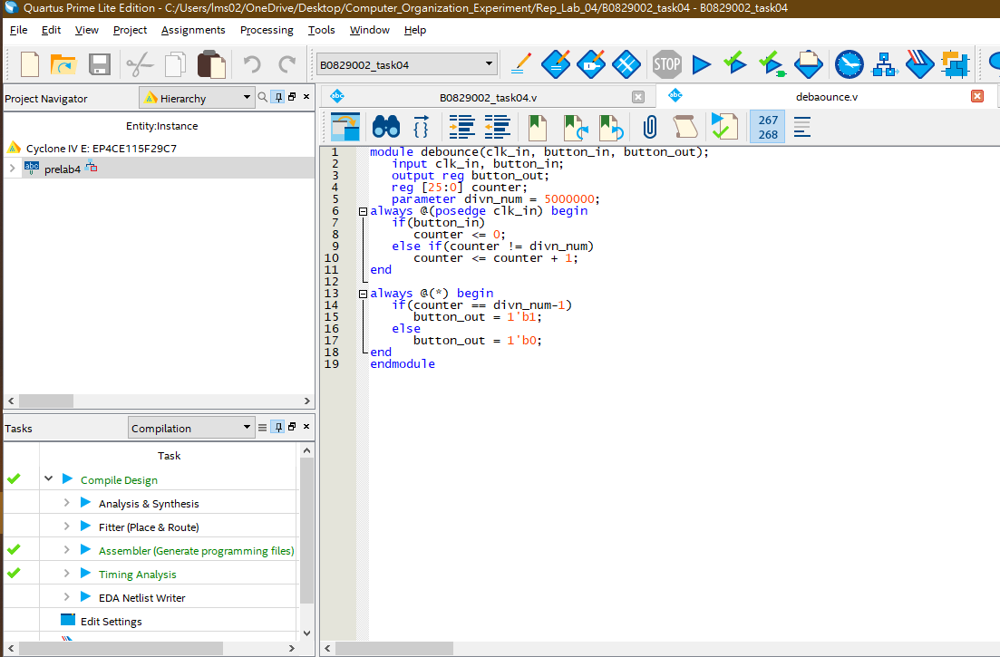 Quartus Prime Lite Edition - C:/Users/lms02/OneDrive/Desktop/Computer_Organization_Experiment/Rep_Lab_04/B0829002_task04 - B0829002_task04
File Edit View Project Assignments Processing Tools Window Help
B0829002_task04
STOP
Project Navigator
Hierarchy
Entity:Instance
Cyclone IV E: EP4CE115F29C7
abc prelab4
Tasks
Compilation
Task
Compile Design
Analysis & Synthesis
Fitter (Place & Route)
Assembler (Generate programming files)
Timing Analysis
EDA Netlist Writer
Edit Settings
abc B0829002_task04.v
abc debaounce.v
267
268
1 module debounce(clk_in, button_in, button_out);
2 input clk_in, button_in;
3 output reg button_out;
4 reg [25:0] counter;
5 parameter divn_num = 5000000;
6 always @(posedge clk_in) begin
7 if(button_in)
8 counter <= 0;
9 else if(counter != divn_num)
10 counter <= counter + 1;
11 end
12
13 always @(*) begin
14 if(counter == divn_num-1)
15 button_out = 1'b1;
16 else
17 button_out = 1'b0;
18 end
19 endmodule